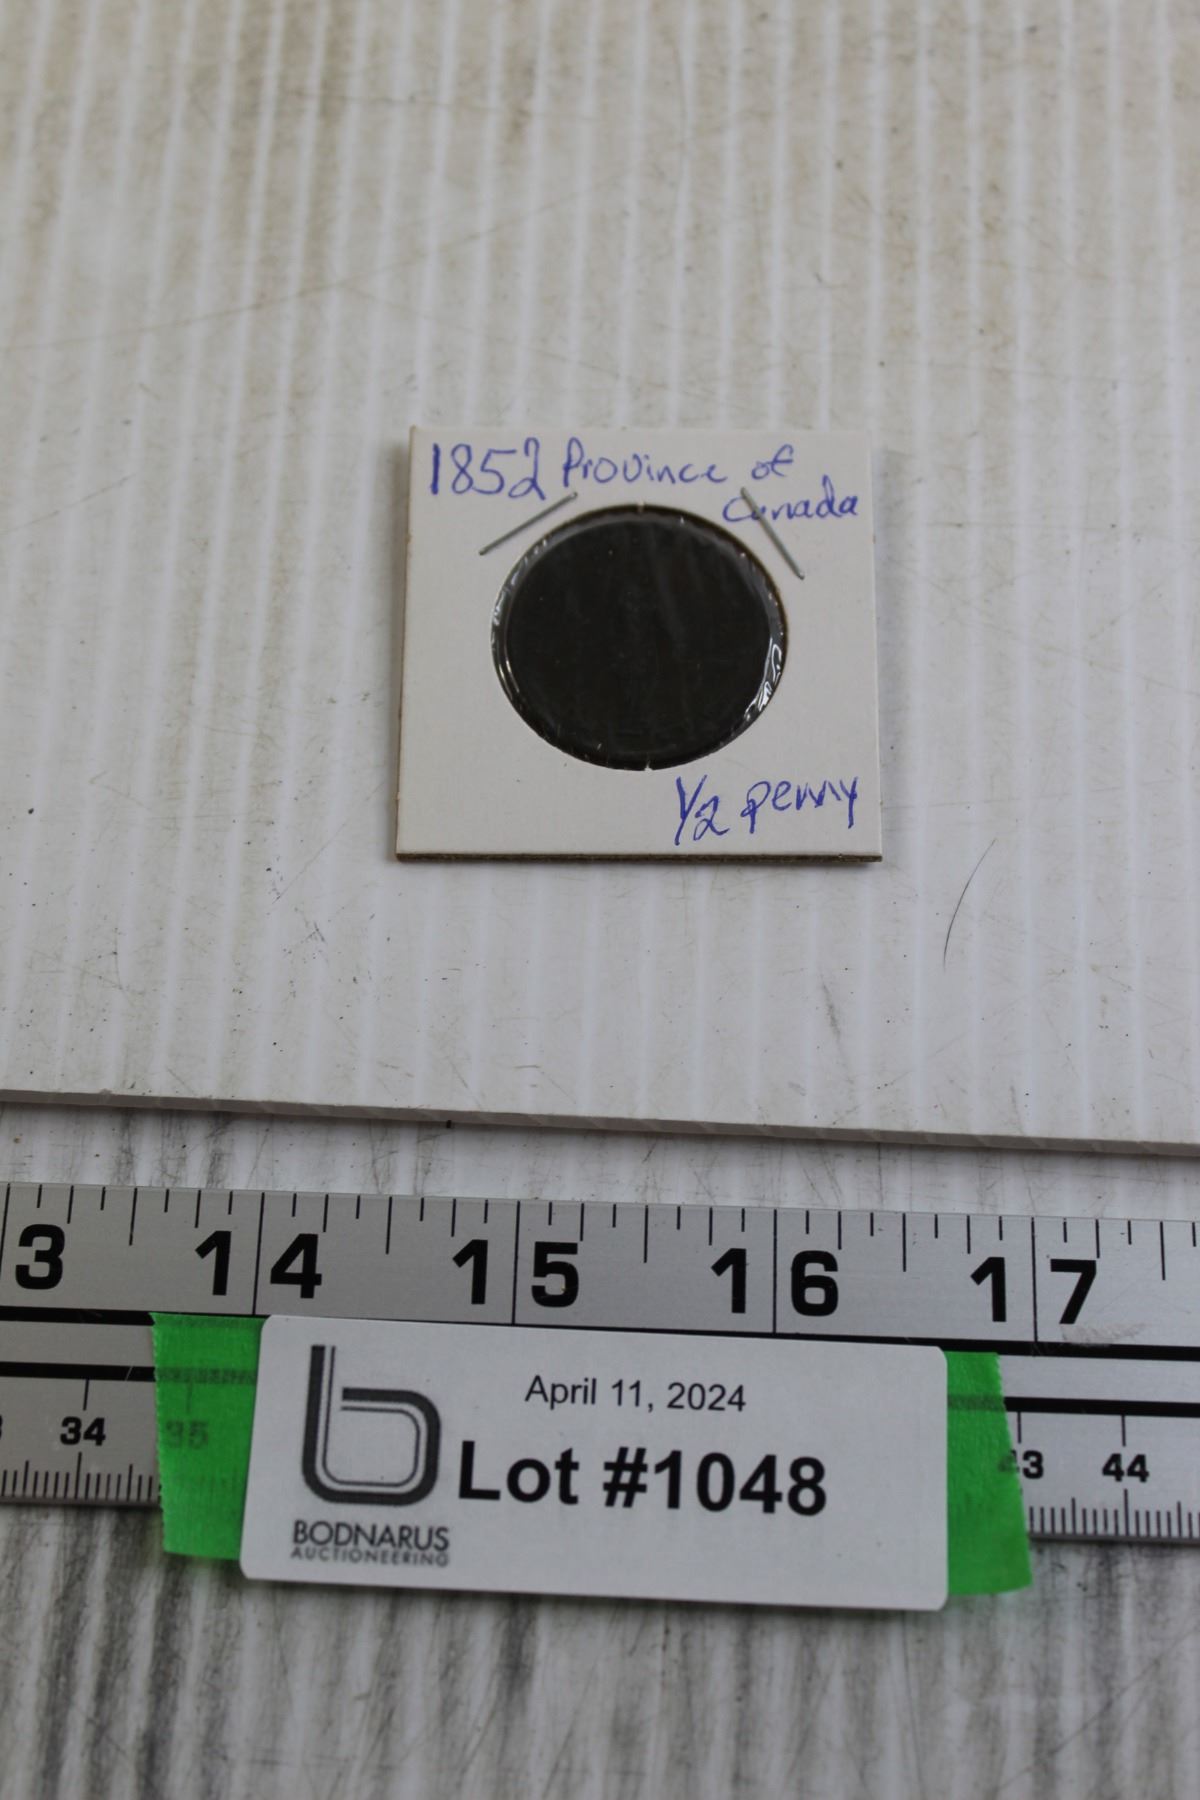 1852 Province of
Canada
1/2 penny
3 14 15 16 17
34 35 43 44
April 11, 2024
Lot #1048
BODNARUS
AUCTIONEERING